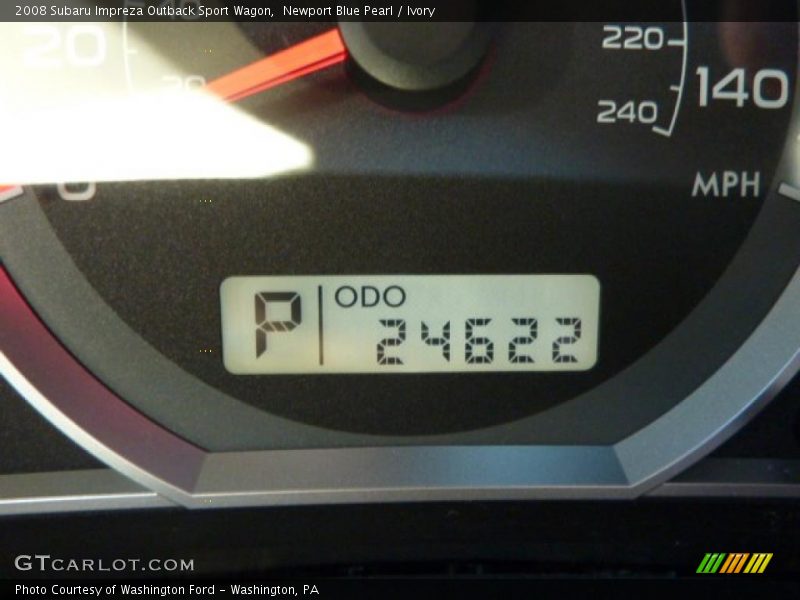 2008 Subaru Impreza Outback Sport Wagon,  Newport Blue Pearl / Ivory
20
20
220
140
240
0
MPH
P
ODO
24622
GTCARLOT.COM
Photo Courtesy of Washington Ford - Washington, PA